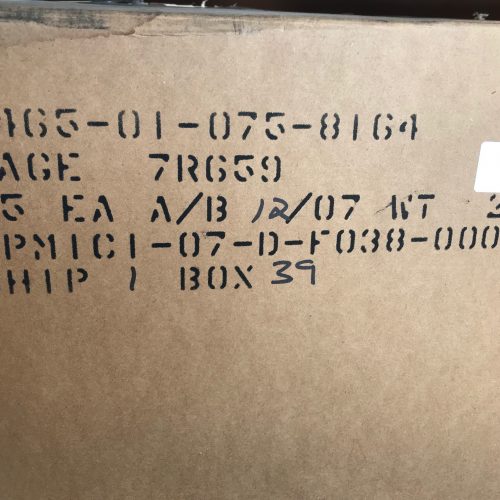 465-01-075-8164
AGE 7R659
5 EA A/B 12/07 WT
PMIC1-07-D-F038-000
HIP 1 BOX 39